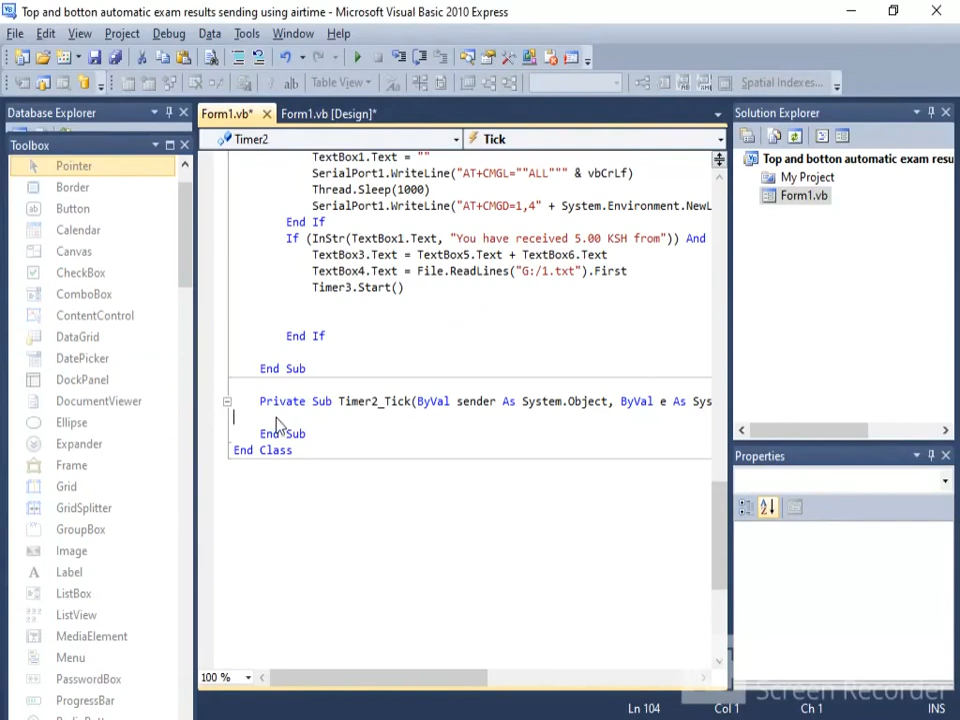 Top and botton automatic exam results sending using airtime - Microsoft Visual Basic 2010 Express
File Edit View Project Debug Data Tools Window Help
Table View
Spatial Indexes...
Database Explorer
Form1.vb* Form1.vb [Design]*
Solution Explorer
Toolbox
Timer2 Tick
Pointer
Border
Button
Calendar
Canvas
CheckBox
ComboBox
ContentControl
DataGrid
DatePicker
DockPanel
DocumentViewer
Ellipse
Expander
Frame
Grid
GridSplitter
GroupBox
Image
Label
ListBox
ListView
MediaElement
Menu
PasswordBox
ProgressBar
TextBox1.Text = ""
SerialPort1.WriteLine("AT+CMGL=""ALL""" & vbCrLf)
Thread.Sleep(1000)
SerialPort1.WriteLine("AT+CMGD=1,4" + System.Environment.NewL
End If
If (InStr(TextBox1.Text, "You have received 5.00 KSH from")) And
TextBox3.Text = TextBox5.Text + TextBox6.Text
TextBox4.Text = File.ReadLines("G:/1.txt").First
Timer3.Start()
End If
End Sub
Private Sub Timer2_Tick(ByVal sender As System.Object, ByVal e As Sys
End Sub
End Class
100 %
Top and botton automatic exam resu
My Project
Form1.vb
Properties
Screen Recorder
Ln 104 Col 1 Ch 1 INS